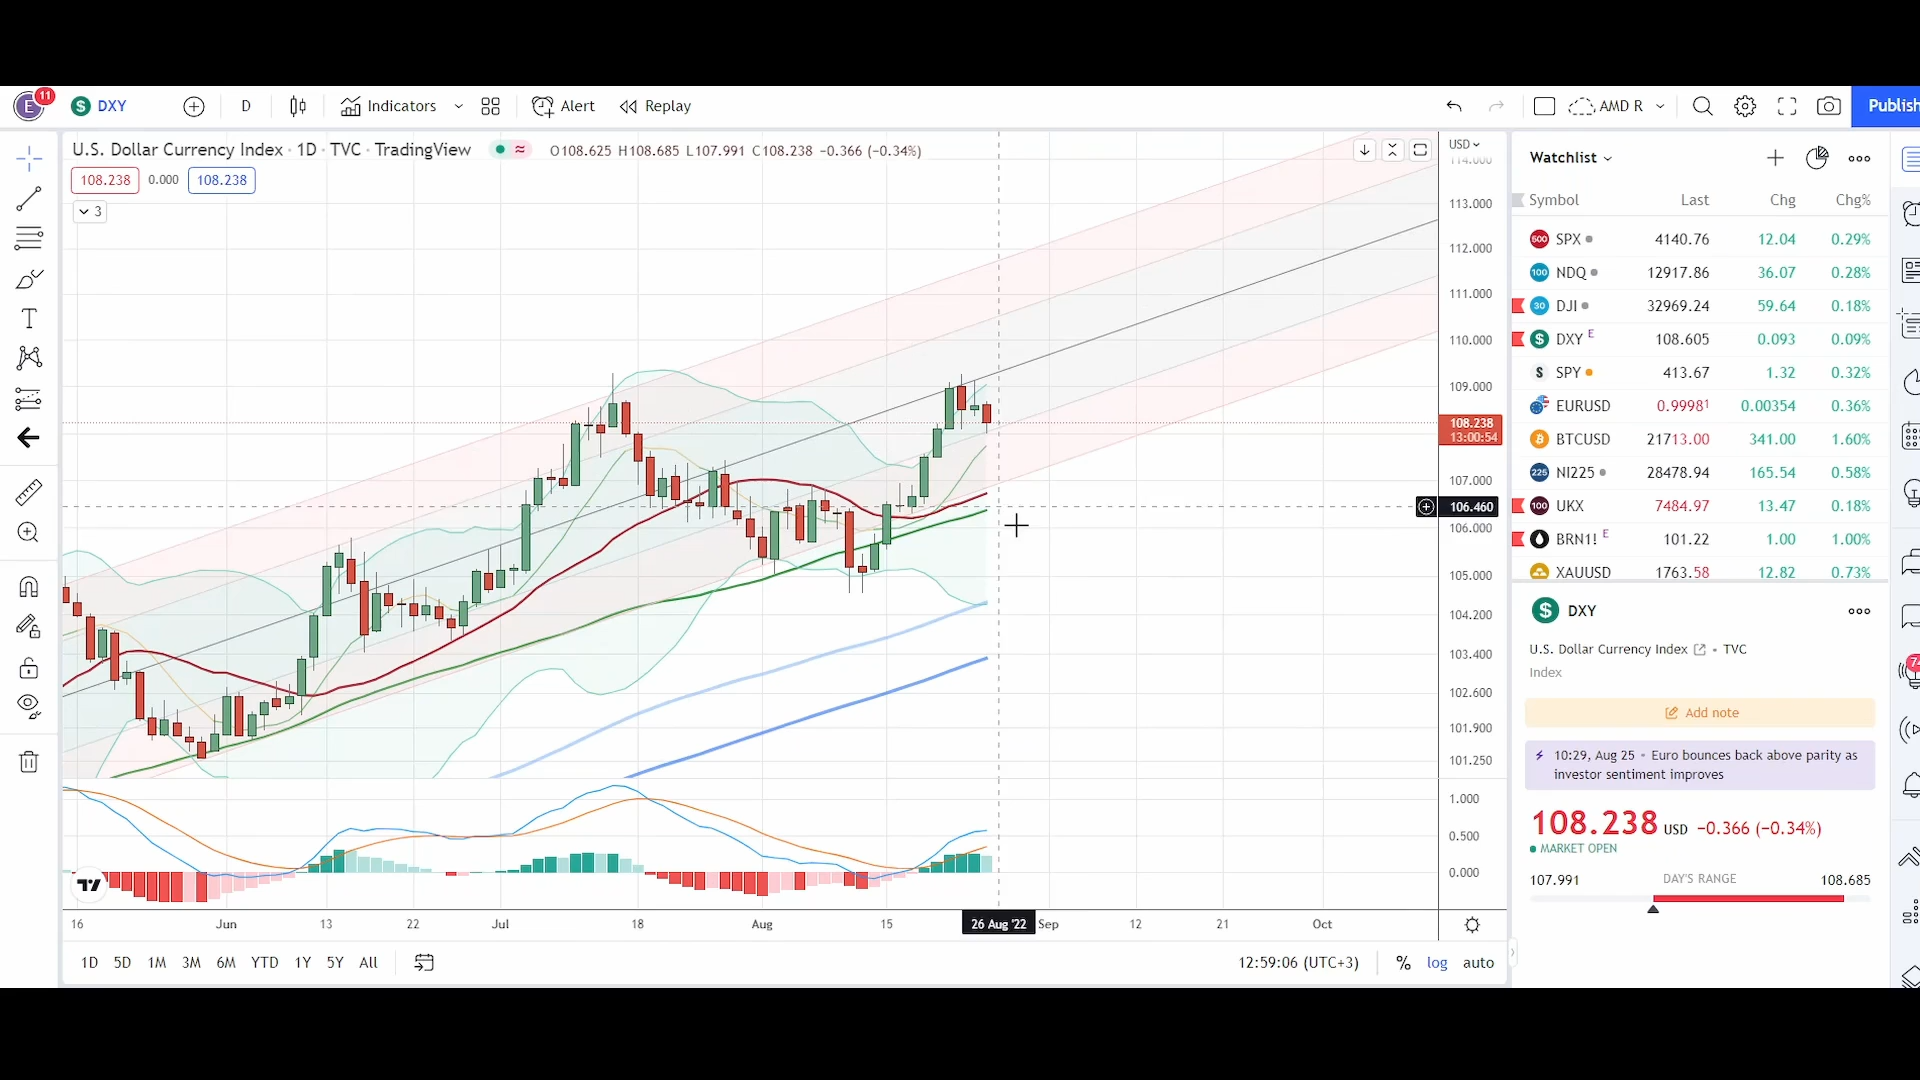 E 11 DXY D Indicators Alert Replay AMD R Publish
U.S. Dollar Currency Index · 1D · TVC · TradingView O108.625 H108.685 L107.991 C108.238 −0.366 (−0.34%)
108.238 0.000 108.238
3
USD
114.000
113.000
112.000
111.000
110.000
109.000
108.238
13:00:54
107.000
106.460
106.000
105.000
104.200
103.400
102.600
101.900
101.250
1.000
0.500
0.000
16 Jun 13 22 Jul 18 Aug 15 26 Aug '22 Sep 12 21 Oct
1D 5D 1M 3M 6M YTD 1Y 5Y All 12:59:06 (UTC+3) % log auto
Watchlist
Symbol Last Chg Chg%
500 SPX 4140.76 12.04 0.29%
100 NDQ 12917.86 36.07 0.28%
30 DJI 32969.24 59.64 0.18%
$ DXY E 108.605 0.093 0.09%
S SPY 413.67 1.32 0.32%
EURUSD 0.99981 0.00354 0.36%
BTCUSD 21713.00 341.00 1.60%
225 NI225 28478.94 165.54 0.58%
100 UKX 7484.97 13.47 0.18%
BRN1! E 101.22 1.00 1.00%
XAUUSD 1763.58 12.82 0.73%
$ DXY
U.S. Dollar Currency Index • TVC
Index
Add note
10:29, Aug 25 • Euro bounces back above parity as
investor sentiment improves
108.238 USD −0.366 (−0.34%)
MARKET OPEN
107.991 DAY'S RANGE 108.685